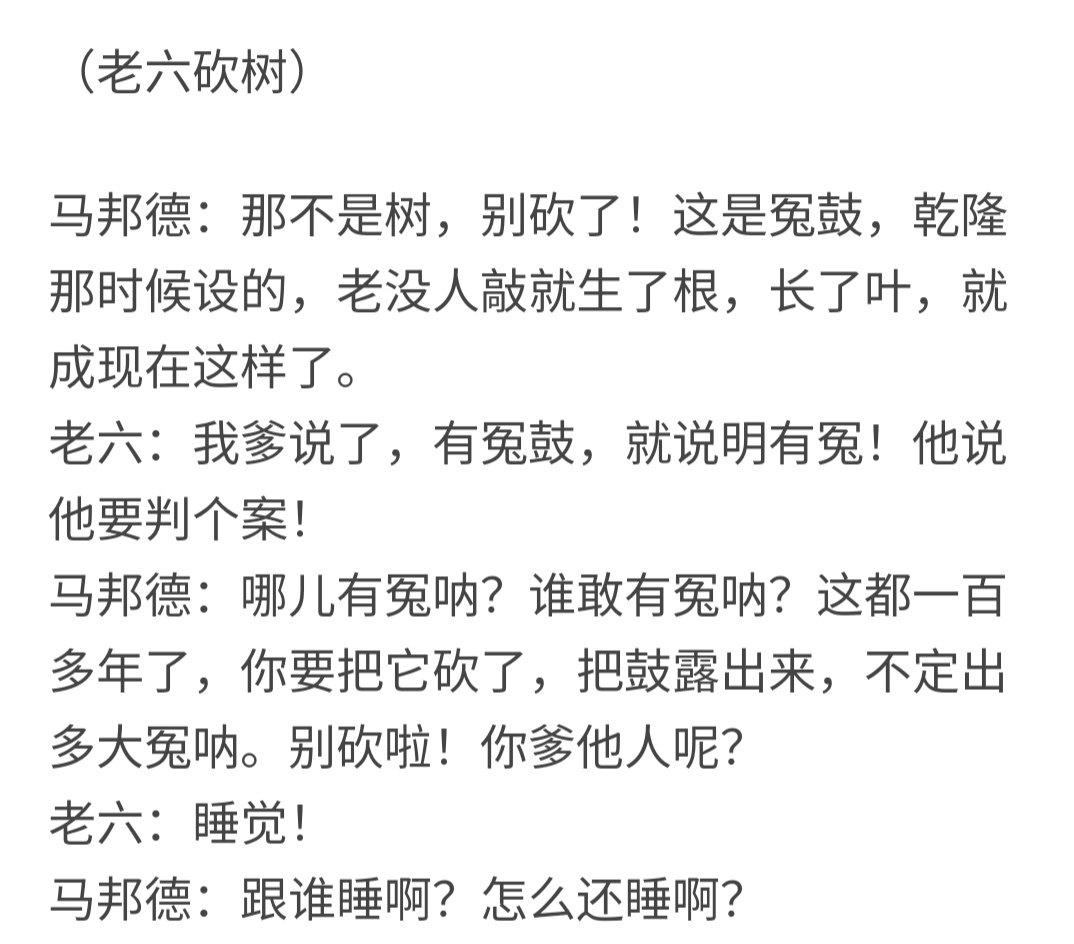 （老六砍树）
马邦德：那不是树，别砍了！这是冤鼓，乾隆
那时候设的，老没人敲就生了根，长了叶，就
成现在这样了。
老六：我爹说了，有冤鼓，就说明有冤！他说
他要判个案！
马邦德：哪儿有冤呐？谁敢有冤呐？这都一百
多年了，你要把它砍了，把鼓露出来，不定出
多大冤呐。别砍啦！你爹他人呢？
老六：睡觉！
马邦德：跟谁睡啊？怎么还睡啊？